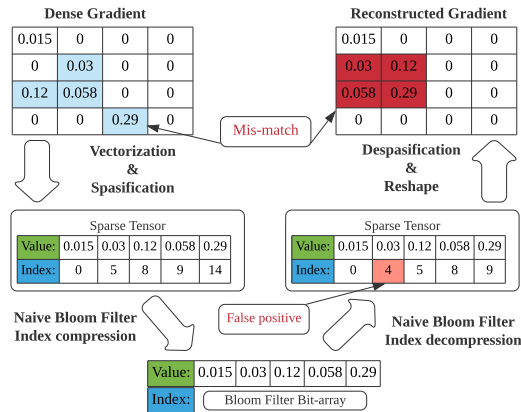 Dense Gradient
Reconstructed Gradient
0.015 0 0 0
0 0.03 0 0
0.12 0.058 0 0
0 0 0.29 0
0.015 0 0 0
0.03 0.12 0 0
0.058 0.29 0 0
0 0 0 0
Mis-match
Vectorization
&
Spasification
Despasification
&
Reshape
Sparse Tensor
Value: 0.015 0.03 0.12 0.058 0.29
Index: 0 5 8 9 14
Sparse Tensor
Value: 0.015 0.03 0.12 0.058 0.29
Index: 0 4 5 8 9
False positive
Naive Bloom Filter
Index compression
Naive Bloom Filter
Index decompression
Value: 0.015 0.03 0.12 0.058 0.29
Index: Bloom Filter Bit-array